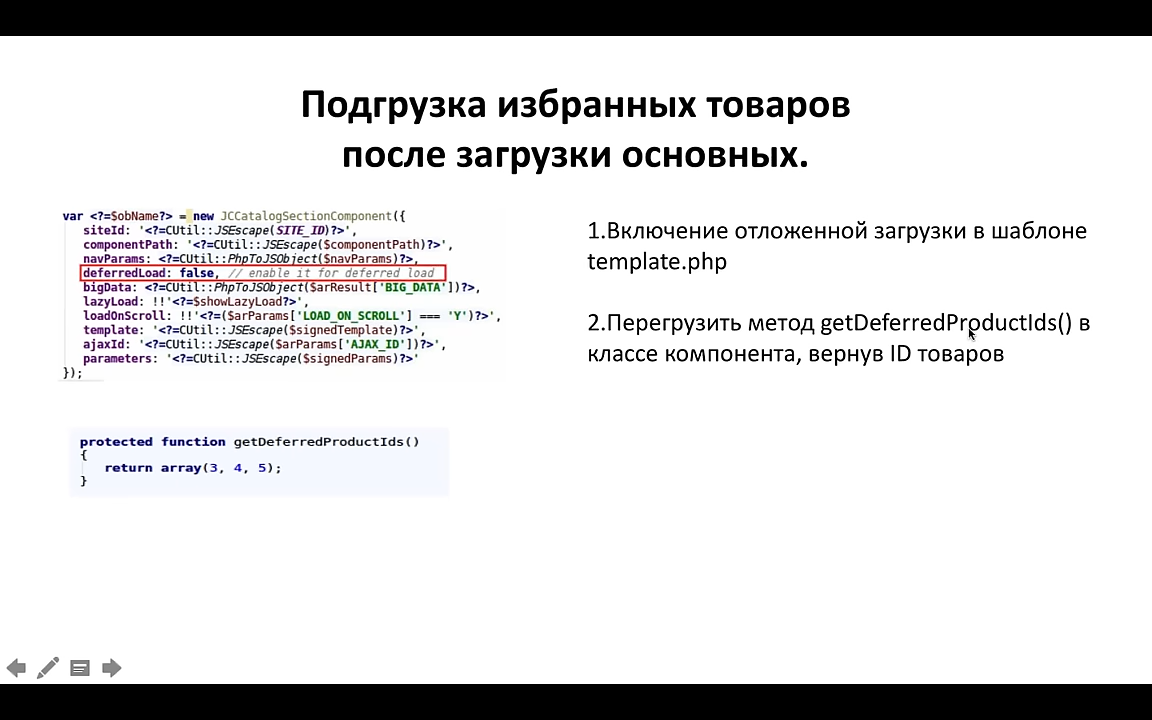 Подгрузка избранных товаров
после загрузки основных.
var <?=$obName?> = new JCCatalogSectionComponent({
siteId: '<?=CUtil::JSEscape(SITE_ID)?>',
componentPath: '<?=CUtil::JSEscape($componentPath)?>',
navParams: <?=CUtil::PhpToJSObject($navParams)?>,
deferredLoad: false, // enable it for deferred load
bigData: <?=CUtil::PhpToJSObject($arResult['BIG_DATA'])?>,
lazyLoad: !!'<?=$showLazyLoad?>',
loadOnScroll: !!'<?=($arParams['LOAD_ON_SCROLL'] === 'Y')?>',
template: '<?=CUtil::JSEscape($signedTemplate)?>',
ajaxId: '<?=CUtil::JSEscape($arParams['AJAX_ID'])?>',
parameters: '<?=CUtil::JSEscape($signedParams)?>'
});
protected function getDeferredProductIds()
{
return array(3, 4, 5);
}
1.Включение отложенной загрузки в шаблоне
template.php
2.Перегрузить метод getDeferredProductIds() в
классе компонента, вернув ID товаров